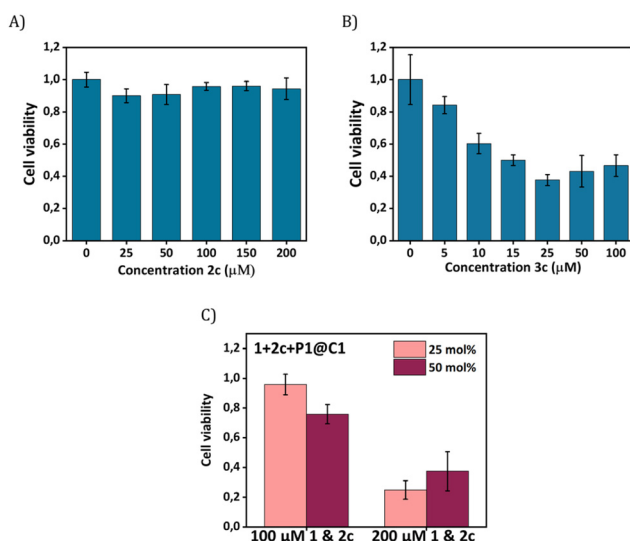 A)
1,2
1,0
0,8
0,6
0,4
0,2
0,0
Cell viability
0 25 50 100 150 200
Concentration 2c (μM)
B)
1,2
1,0
0,8
0,6
0,4
0,2
0,0
Cell viability
0 5 10 15 25 50 100
Concentration 3c (μM)
C)
1+2c+P1@C1
25 mol%
50 mol%
1,2
1,0
0,8
0,6
0,4
0,2
0,0
Cell viability
100 μM 1 & 2c 200 μM 1 & 2c